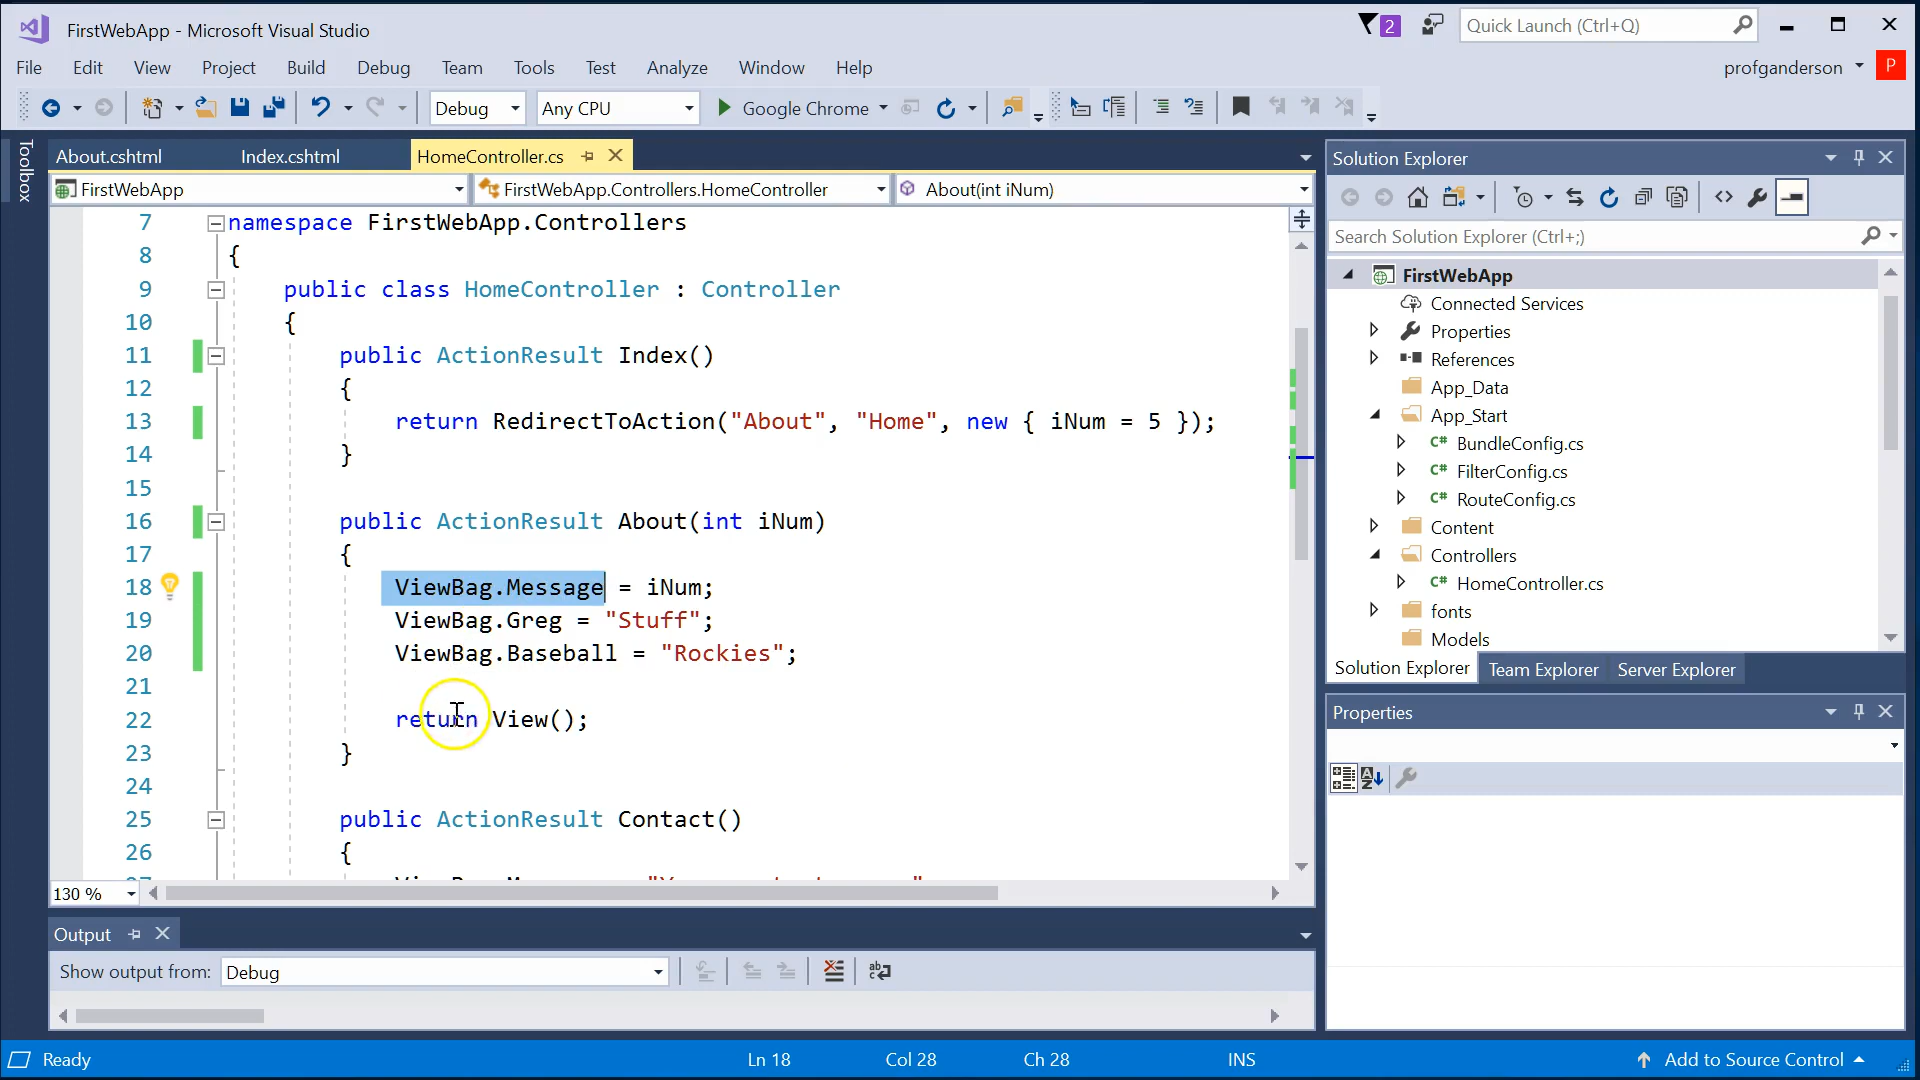 FirstWebApp - Microsoft Visual Studio
2
Quick Launch (Ctrl+Q)
File Edit View Project Build Debug Team Tools Test Analyze Window Help
profganderson P
Debug Any CPU Google Chrome
Toolbox
About.cshtml Index.cshtml HomeController.cs
FirstWebApp FirstWebApp.Controllers.HomeController About(int iNum)
7 namespace FirstWebApp.Controllers
8 {
9 public class HomeController : Controller
10 {
11 public ActionResult Index()
12 {
13 return RedirectToAction("About", "Home", new { iNum = 5 });
14 }
15
16 public ActionResult About(int iNum)
17 {
18 ViewBag.Message = iNum;
19 ViewBag.Greg = "Stuff";
20 ViewBag.Baseball = "Rockies";
21
22 return View();
23 }
24
25 public ActionResult Contact()
26 {
130 %
Output
Show output from: Debug
Solution Explorer
Search Solution Explorer (Ctrl+;)
FirstWebApp
Connected Services
Properties
References
App_Data
App_Start
C# BundleConfig.cs
C# FilterConfig.cs
C# RouteConfig.cs
Content
Controllers
C# HomeController.cs
fonts
Models
Solution Explorer Team Explorer Server Explorer
Properties
Ready Ln 18 Col 28 Ch 28 INS Add to Source Control